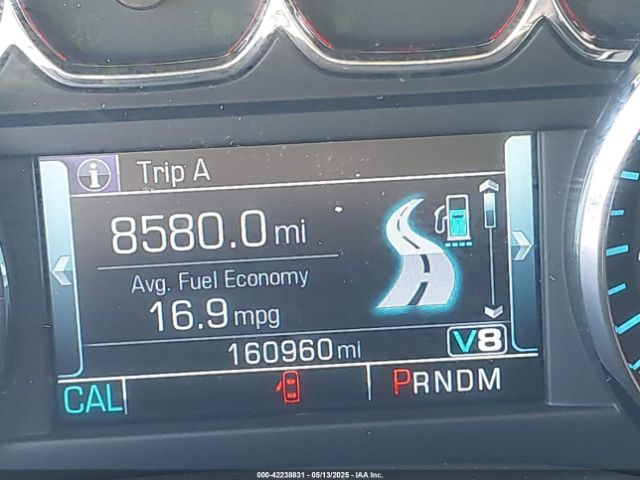 Trip A
8580.0 mi
Avg. Fuel Economy
16.9 mpg
160960 mi
V8
CAL
PRNDM
000-42238831 - 05/13/2025 - IAA Inc.